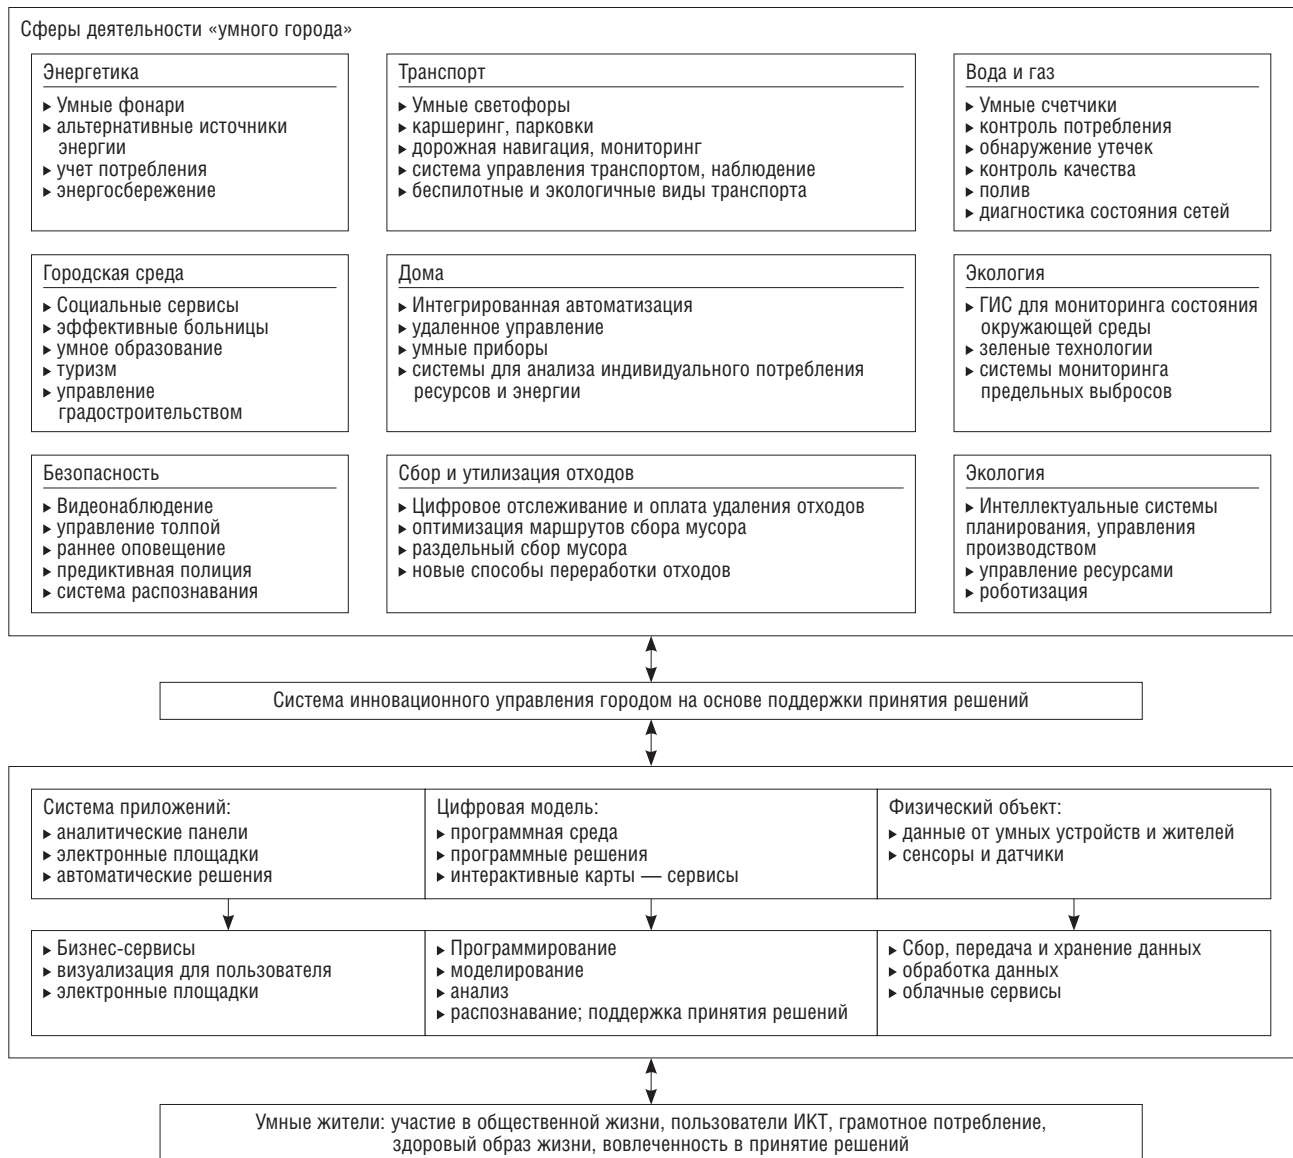 Сферы деятельности «умного города»
Энергетика
▸ Умные фонари
▸ альтернативные источники
энергии
▸ учет потребления
▸ энергосбережение
Транспорт
▸ Умные светофоры
▸ каршеринг, парковки
▸ дорожная навигация, мониторинг
▸ система управления транспортом, наблюдение
▸ беспилотные и экологичные виды транспорта
Вода и газ
▸ Умные счетчики
▸ контроль потребления
▸ обнаружение утечек
▸ контроль качества
▸ полив
▸ диагностика состояния сетей
Городская среда
▸ Социальные сервисы
▸ эффективные больницы
▸ умное образование
▸ туризм
▸ управление
градостроительством
Дома
▸ Интегрированная автоматизация
▸ удаленное управление
▸ умные приборы
▸ системы для анализа индивидуального потребления
ресурсов и энергии
Экология
▸ ГИС для мониторинга состояния
окружающей среды
▸ зеленые технологии
▸ системы мониторинга
предельных выбросов
Безопасность
▸ Видеонаблюдение
▸ управление толпой
▸ раннее оповещение
▸ предиктивная полиция
▸ система распознавания
Сбор и утилизация отходов
▸ Цифровое отслеживание и оплата удаления отходов
▸ оптимизация маршрутов сбора мусора
▸ раздельный сбор мусора
▸ новые способы переработки отходов
Экология
▸ Интеллектуальные системы
планирования, управления
производством
▸ управление ресурсами
▸ роботизация
Система инновационного управления городом на основе поддержки принятия решений
Система приложений:
▸ аналитические панели
▸ электронные площадки
▸ автоматические решения
Цифровая модель:
▸ программная среда
▸ программные решения
▸ интерактивные карты — сервисы
Физический объект:
▸ данные от умных устройств и жителей
▸ сенсоры и датчики
▸ Бизнес-сервисы
▸ визуализация для пользователя
▸ электронные площадки
▸ Программирование
▸ моделирование
▸ анализ
▸ распознавание; поддержка принятия решений
▸ Сбор, передача и хранение данных
▸ обработка данных
▸ облачные сервисы
Умные жители: участие в общественной жизни, пользователи ИКТ, грамотное потребление,
здоровый образ жизни, вовлеченность в принятие решений